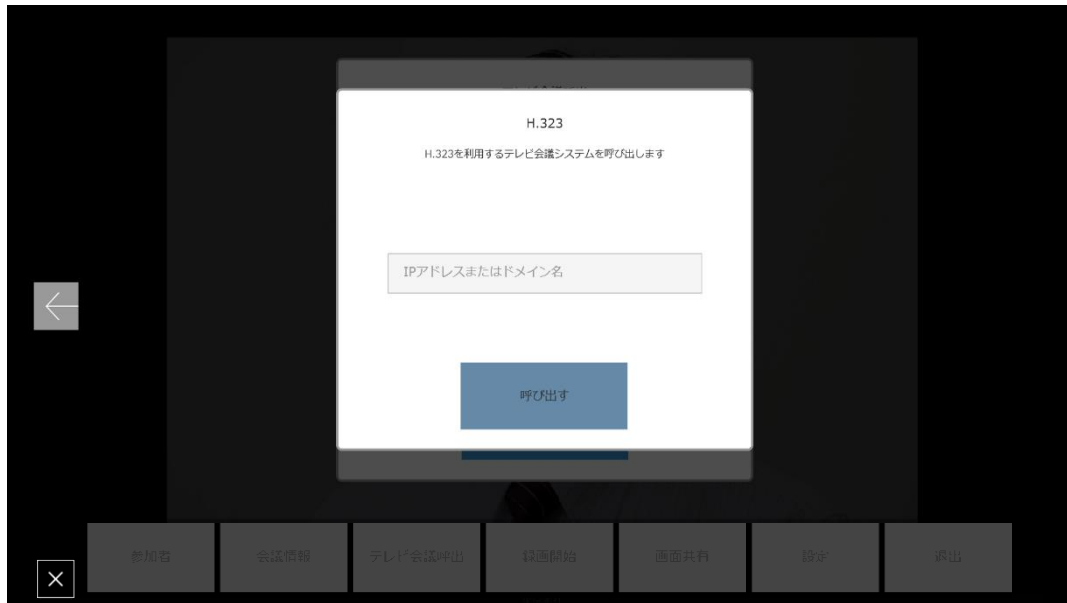 H.323
H.323を利用するテレビ会議システムを呼び出します
IPアドレスまたはドメイン名
呼び出す
参加者
会議情報
テレビ会議呼出
録画開始
画面共有
設定
退出